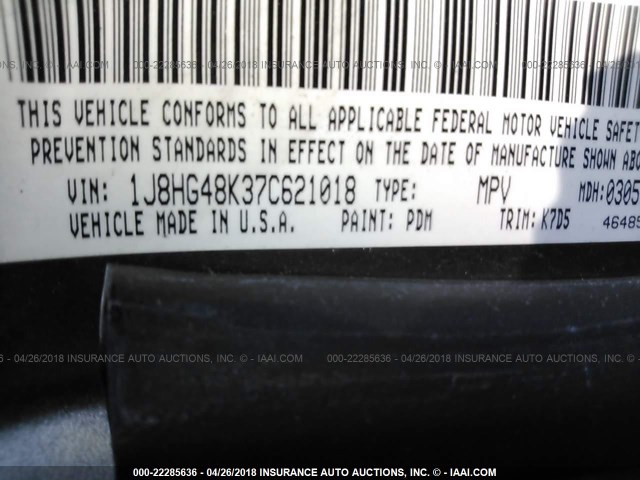 THIS VEHICLE CONFORMS TO ALL APPLICABLE FEDERAL MOTOR VEHICLE SAFET
PREVENTION STANDARDS IN EFFECT ON THE DATE OF MANUFACTURE SHOWN ABO
VIN: 1J8HG48K37C621018 TYPE: MPV MDH:0305
VEHICLE MADE IN U.S.A. PAINT: PDM TRIM: K7D5 46485
000-22285636 - 04/26/2018 INSURANCE AUTO AUCTIONS, INC. - © - IAAI.COM